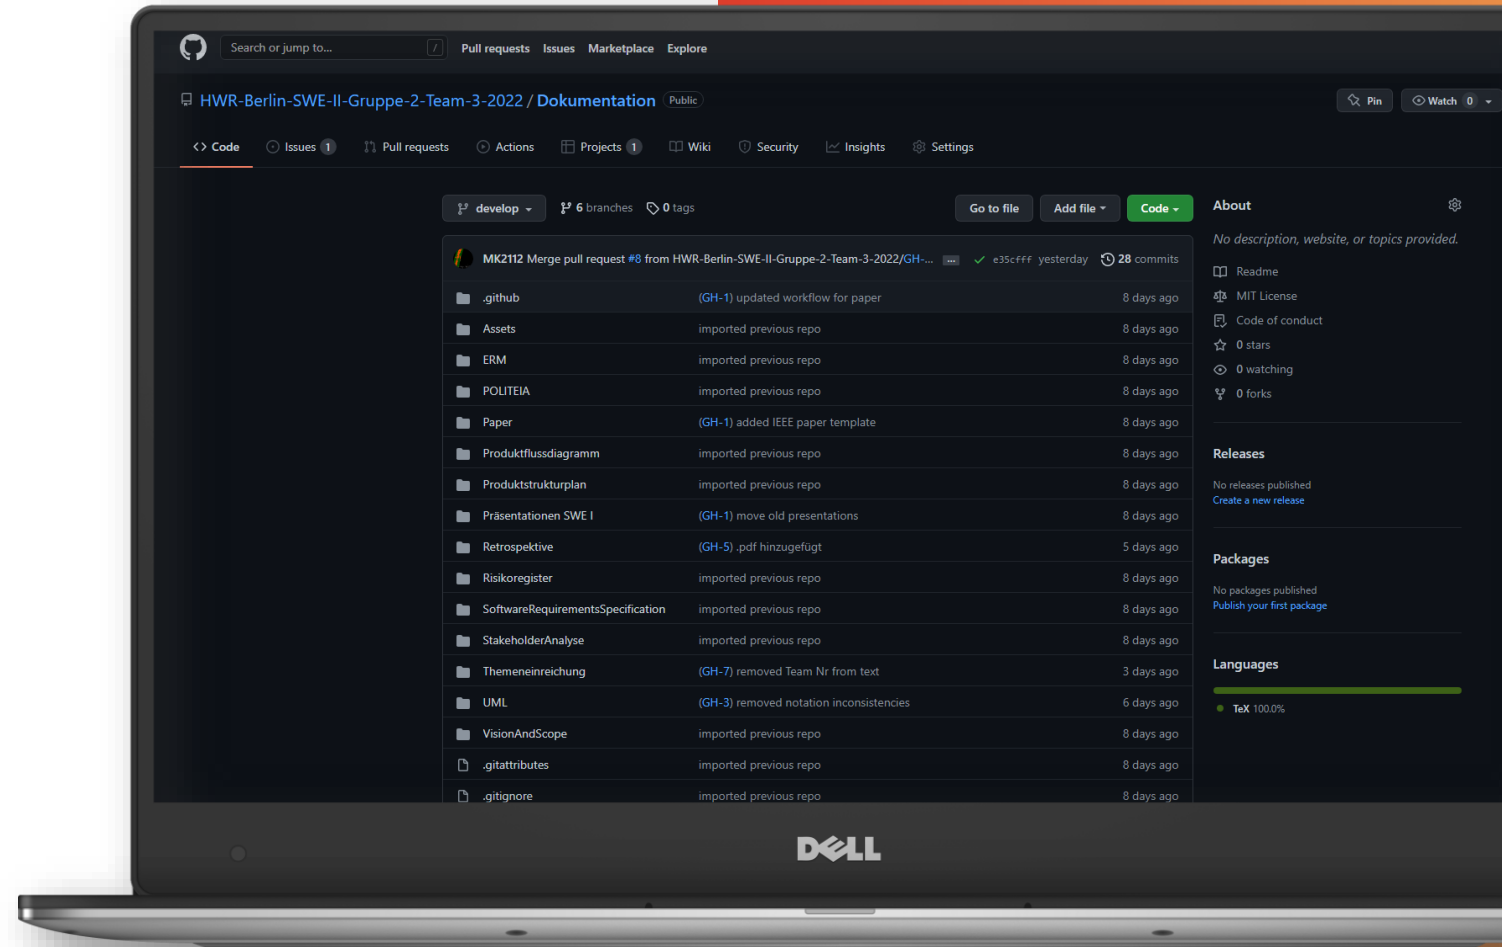 Search or jump to... / Pull requests Issues Marketplace Explore
HWR-Berlin-SWE-II-Gruppe-2-Team-3-2022 / Dokumentation Public Pin Watch 0
<> Code Issues 1 Pull requests Actions Projects 1 Wiki Security Insights Settings
develop 6 branches 0 tags Go to file Add file Code
MK2112 Merge pull request #8 from HWR-Berlin-SWE-II-Gruppe-2-Team-3-2022/GH-... ... e35cfff yesterday 28 commits
.github (GH-1) updated workflow for paper 8 days ago
Assets imported previous repo 8 days ago
ERM imported previous repo 8 days ago
POLITEIA imported previous repo 8 days ago
Paper (GH-1) added IEEE paper template 8 days ago
Produktflussdiagramm imported previous repo 8 days ago
Produktstrukturplan imported previous repo 8 days ago
Präsentationen SWE I (GH-1) move old presentations 8 days ago
Retrospektive (GH-5) .pdf hinzugefügt 5 days ago
Risikoregister imported previous repo 8 days ago
SoftwareRequirementsSpecification imported previous repo 8 days ago
StakeholderAnalyse imported previous repo 8 days ago
Themeneinreichung (GH-7) removed Team Nr from text 3 days ago
UML (GH-3) removed notation inconsistencies 6 days ago
VisionAndScope imported previous repo 8 days ago
.gitattributes imported previous repo 8 days ago
.gitignore imported previous repo 8 days ago
About
No description, website, or topics provided.
Readme
MIT License
Code of conduct
0 stars
0 watching
0 forks
Releases
No releases published
Create a new release
Packages
No packages published
Publish your first package
Languages
TeX 100.0%
DELL